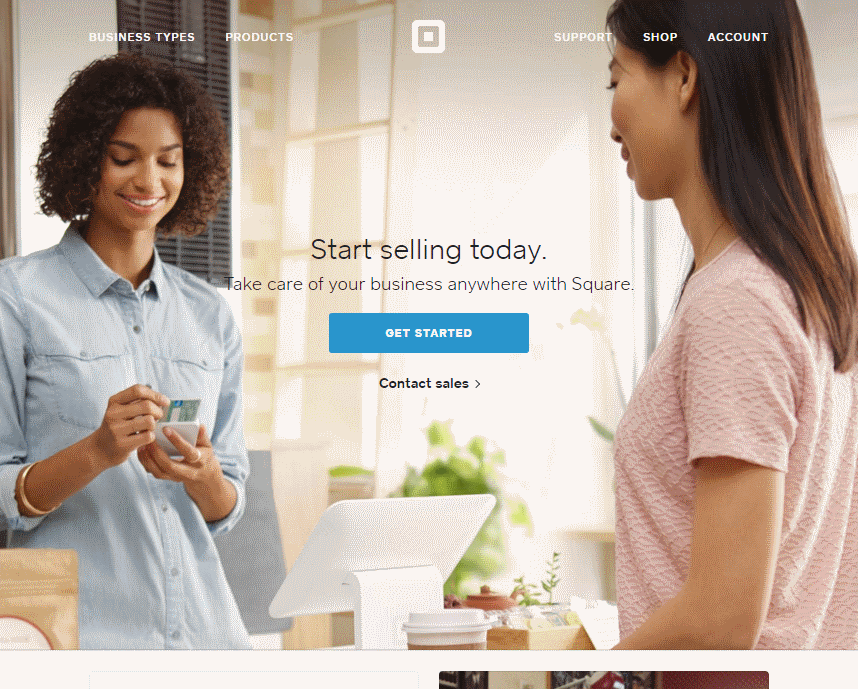 BUSINESS TYPES PRODUCTS SUPPORT SHOP ACCOUNT
Start selling today.
Take care of your business anywhere with Square.
GET STARTED
Contact sales >